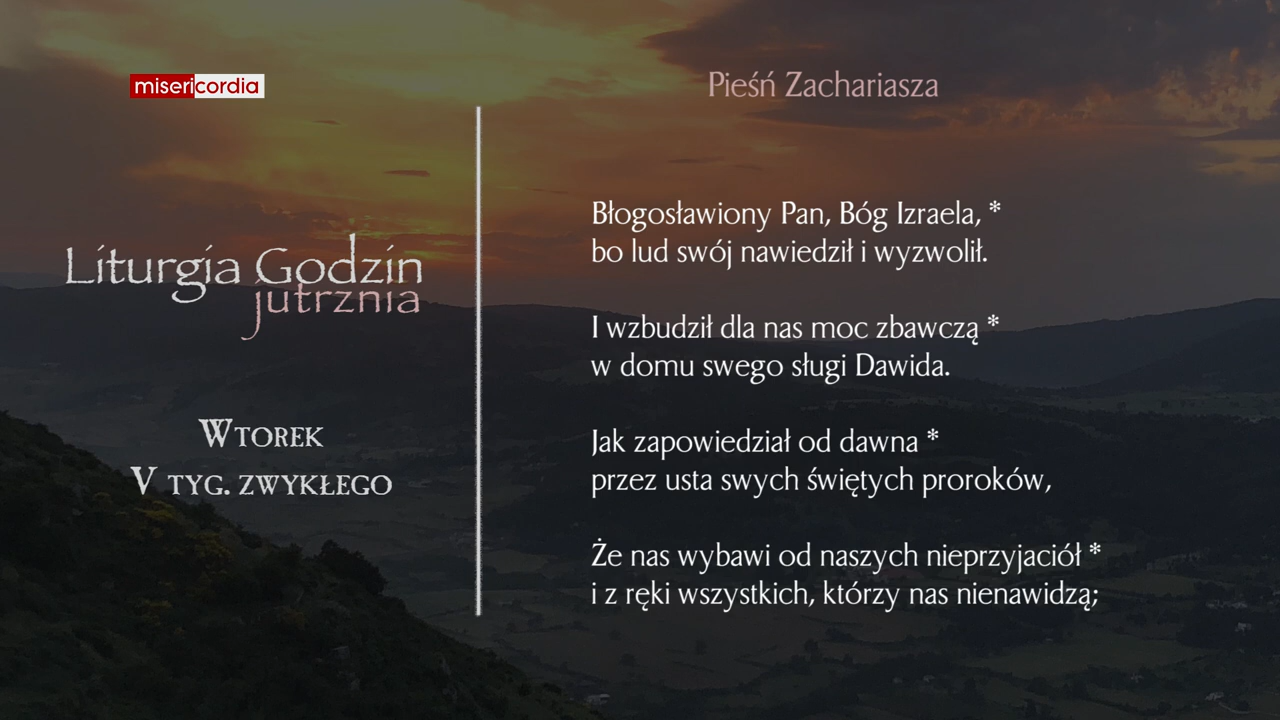 misericordia
Liturgia Godzin
jutrznia
Wtorek
V tyg. zwykłego
Pieśń Zachariasza
Błogosławiony Pan, Bóg Izraela, *
bo lud swój nawiedził i wyzwolił.
I wzbudził dla nas moc zbawczą *
w domu swego sługi Dawida.
Jak zapowiedział od dawna *
przez usta swych świętych proroków,
Że nas wybawi od naszych nieprzyjaciół *
i z ręki wszystkich, którzy nas nienawidzą;